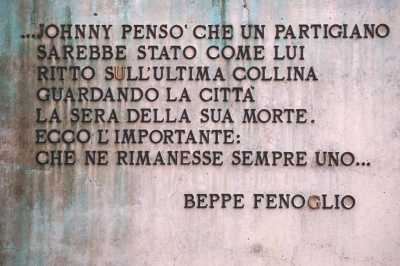 ...JOHNNY PENSO' CHE UN PARTIGIANO
SAREBBE STATO COME LUI
RITTO SULL'ULTIMA COLLINA
GUARDANDO LA CITTA'
LA SERA DELLA SUA MORTE.
ECCO L'IMPORTANTE:
CHE NE RIMANESSE SEMPRE UNO...
BEPPE FENOGLIO